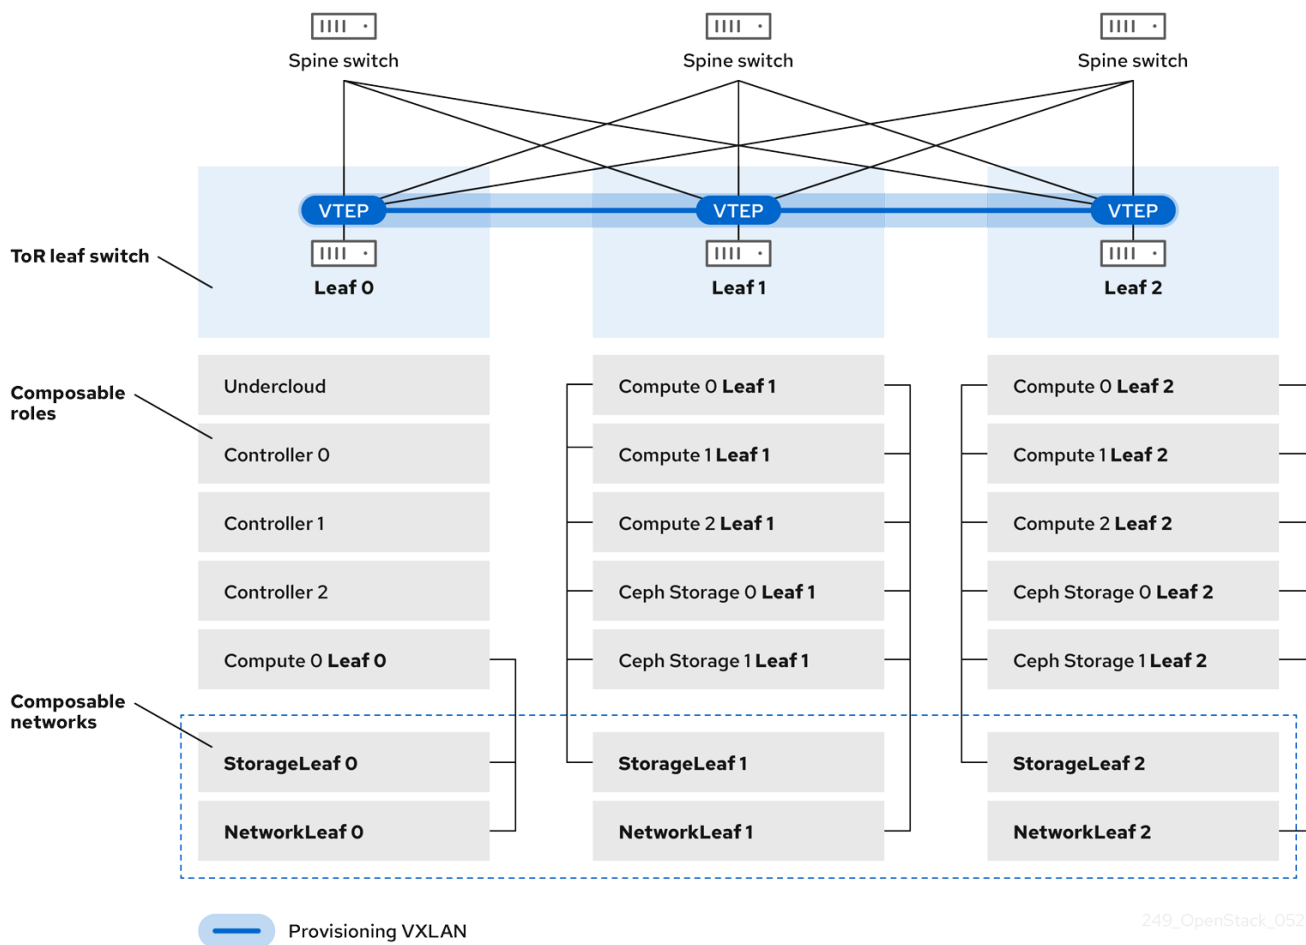 Spine switch
Spine switch
Spine switch
VTEP
VTEP
VTEP
ToR leaf switch
Leaf 0
Leaf 1
Leaf 2
Composable
roles
Undercloud
Compute 0 Leaf 1
Compute 0 Leaf 2
Controller 0
Compute 1 Leaf 1
Compute 1 Leaf 2
Controller 1
Compute 2 Leaf 1
Compute 2 Leaf 2
Controller 2
Ceph Storage 0 Leaf 1
Ceph Storage 0 Leaf 2
Compute 0 Leaf 0
Ceph Storage 1 Leaf 1
Ceph Storage 1 Leaf 2
Composable
networks
StorageLeaf 0
StorageLeaf 1
StorageLeaf 2
NetworkLeaf 0
NetworkLeaf 1
NetworkLeaf 2
Provisioning VXLAN
249_OpenStack_052